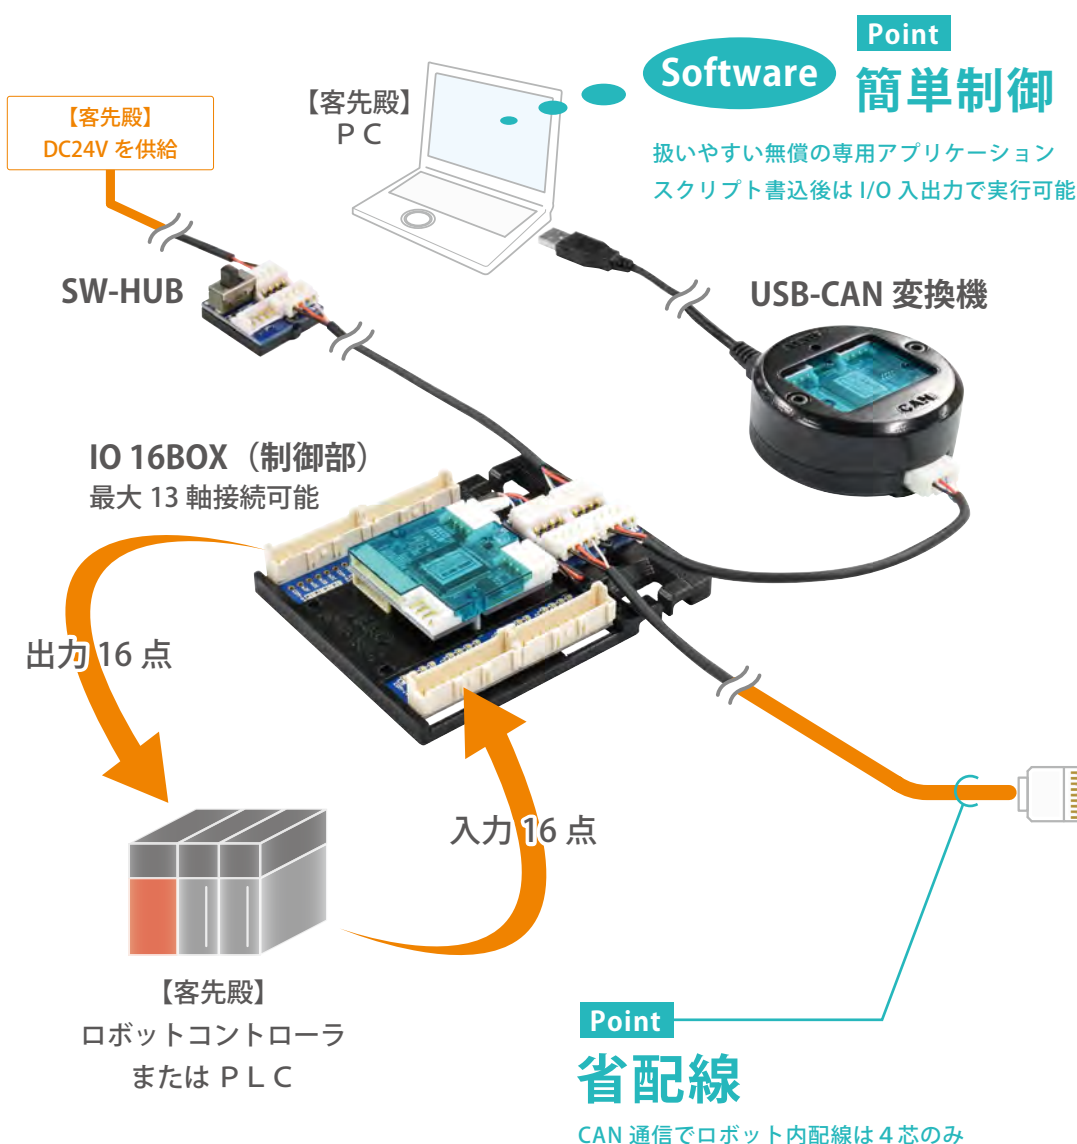 Point
Software
簡単制御
扱いやすい無償の専用アプリケーション
スクリプト書込後は I/O 入出力で実行可能
【客先殿】
ＰＣ
【客先殿】
DC24V を供給
SW-HUB
USB-CAN 変換機
CAN
IO 16BOX（制御部）
最大 13 軸接続可能
出力 16 点
入力 16 点
【客先殿】
ロボットコントローラ
または ＰＬＣ
Point
省配線
CAN 通信でロボット内配線は４芯のみ